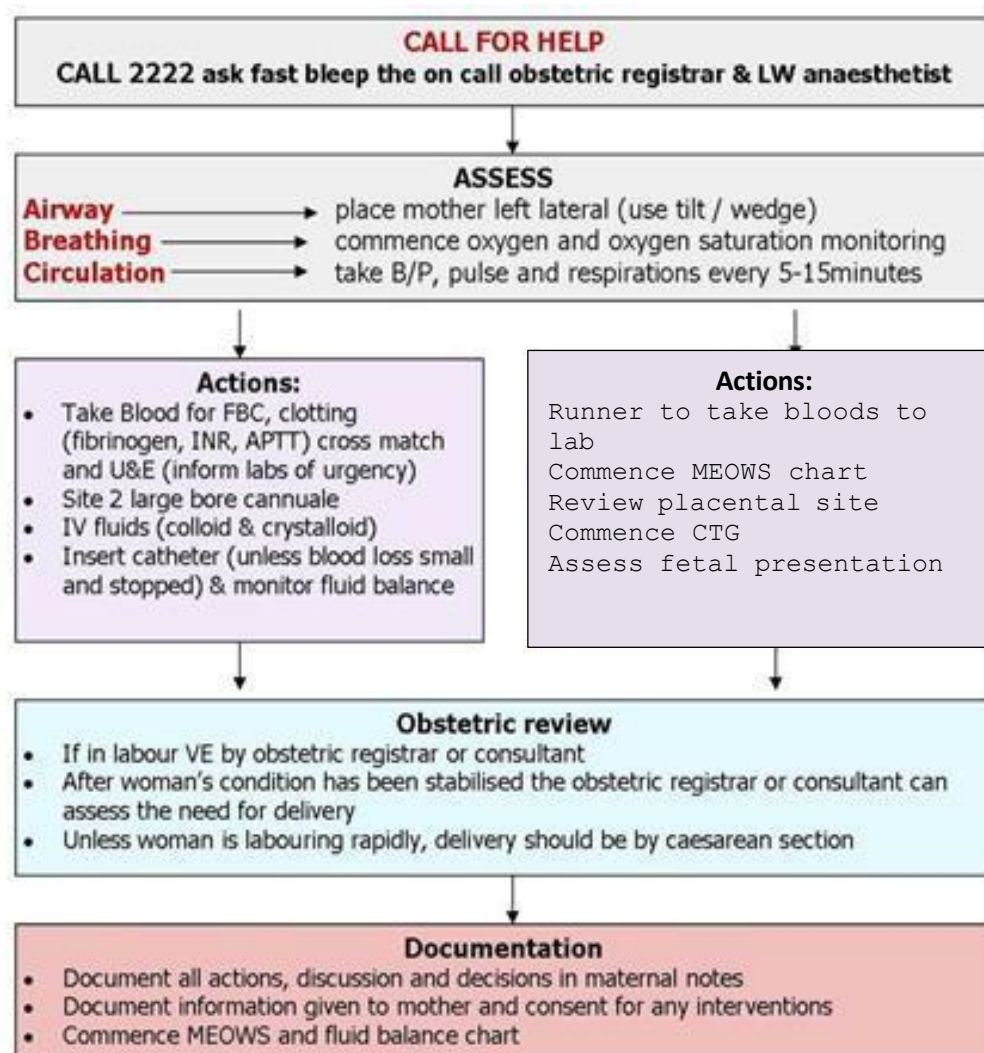 CALL FOR HELP
CALL 2222 ask fast bleep the on call obstetric registrar & LW anaesthetist
ASSESS
Airway place mother left lateral (use tilt / wedge)
Breathing commence oxygen and oxygen saturation monitoring
Circulation take B/P, pulse and respirations every 5-15minutes
Actions:
• Take Blood for FBC, clotting
(fibrinogen, INR, APTT) cross match
and U&E (inform labs of urgency)
• Site 2 large bore cannuale
• IV fluids (colloid & crystalloid)
• Insert catheter (unless blood loss small
and stopped) & monitor fluid balance
Actions:
Runner to take bloods to
lab
Commence MEOWS chart
Review placental site
Commence CTG
Assess fetal presentation
Obstetric review
• If in labour VE by obstetric registrar or consultant
• After woman's condition has been stabilised the obstetric registrar or consultant can
assess the need for delivery
• Unless woman is labouring rapidly, delivery should be by caesarean section
Documentation
• Document all actions, discussion and decisions in maternal notes
• Document information given to mother and consent for any interventions
• Commence MEOWS and fluid balance chart